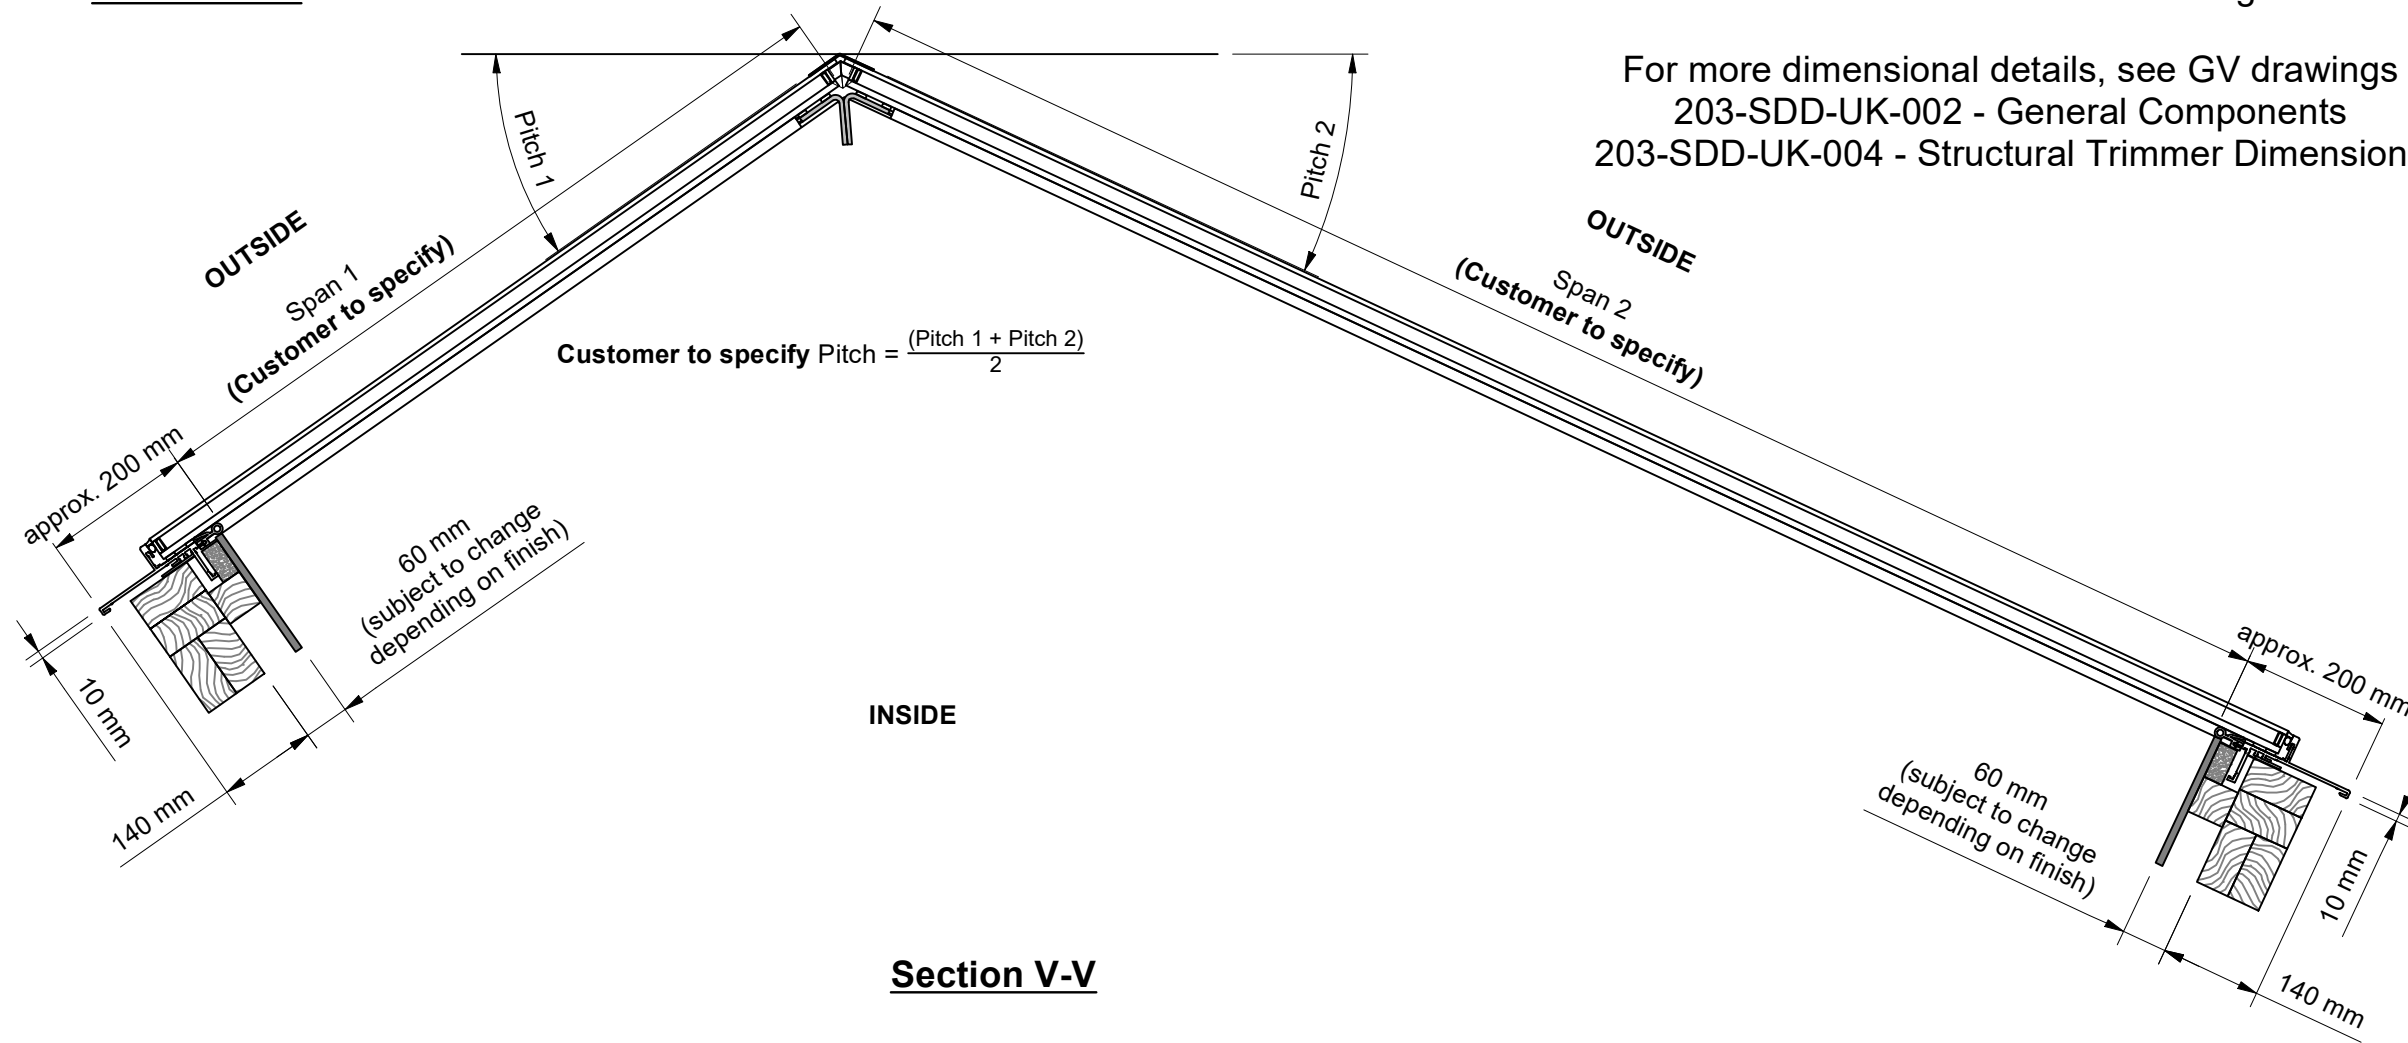 For more dimensional details, see GV drawings
203-SDD-UK-002 - General Components
203-SDD-UK-004 - Structural Trimmer Dimension
Pitch 1
Pitch 2
OUTSIDE
Span 1
(Customer to specify)
OUTSIDE
Span 2
(Customer to specify)
Customer to specify Pitch = (Pitch 1 + Pitch 2)
2
approx. 200 mm
60 mm
(subject to change
depending on finish)
10 mm
140 mm
INSIDE
approx. 200 mm
60 mm
(subject to change
depending on finish)
10 mm
140 mm
Section V-V